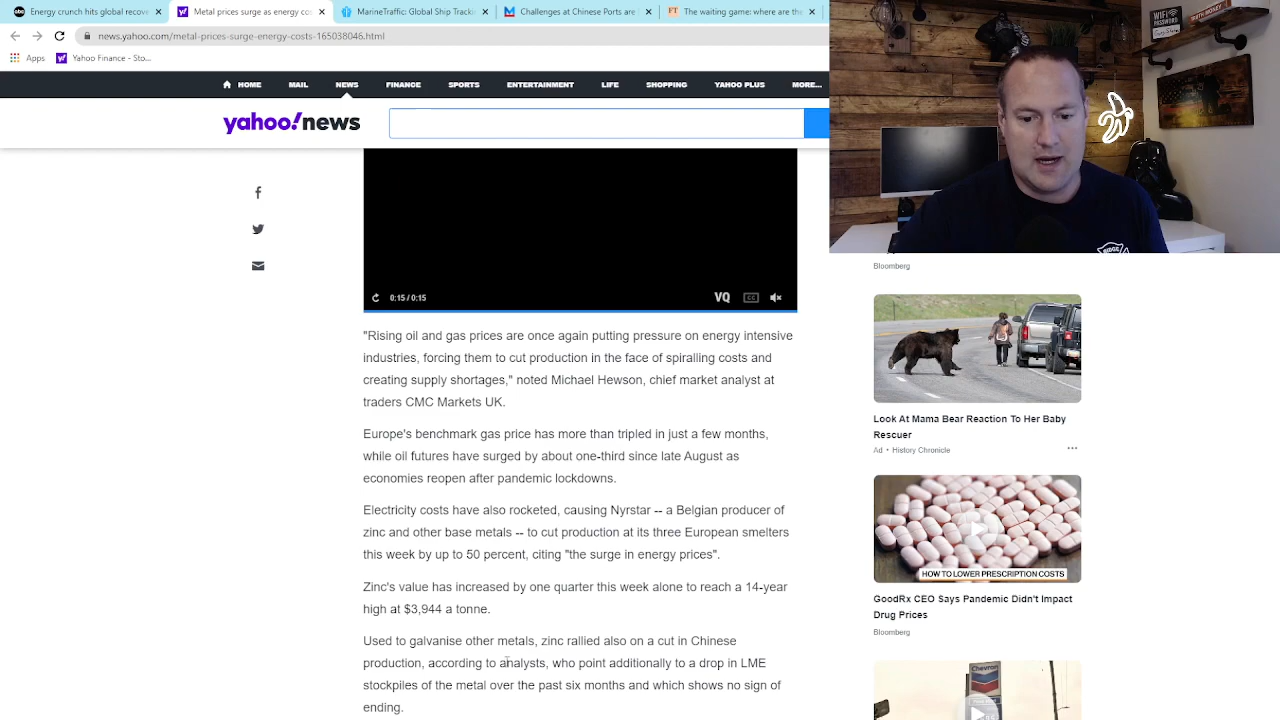 Energy crunch hits global recove
Metal prices surge as energy co
MarineTraffic: Global Ship Trackin
Challenges at Chinese Ports are
The waiting game: where are th
news.yahoo.com/metal-prices-surge-energy-costs-165038046.html
Apps
Yahoo Finance - Sto...
HOME
MAIL
NEWS
FINANCE
SPORTS
ENTERTAINMENT
LIFE
SHOPPING
YAHOO PLUS
MORE...
yahoo!news
0:15 / 0:15
VQ
CC
"Rising oil and gas prices are once again putting pressure on energy intensive
industries, forcing them to cut production in the face of spiralling costs and
creating supply shortages," noted Michael Hewson, chief market analyst at
traders CMC Markets UK.
Europe's benchmark gas price has more than tripled in just a few months,
while oil futures have surged by about one-third since late August as
economies reopen after pandemic lockdowns.
Electricity costs have also rocketed, causing Nyrstar -- a Belgian producer of
zinc and other base metals -- to cut production at its three European smelters
this week by up to 50 percent, citing "the surge in energy prices".
Zinc's value has increased by one quarter this week alone to reach a 14-year
high at $3,944 a tonne.
Used to galvanise other metals, zinc rallied also on a cut in Chinese
production, according to analysts, who point additionally to a drop in LME
stockpiles of the metal over the past six months and which shows no sign of
ending.
WIFI
PASSWORD
TRUTH MONEY
RIDGE
Bloomberg
Look At Mama Bear Reaction To Her Baby
Rescuer
Ad • History Chronicle
HOW TO LOWER PRESCRIPTION COSTS
GoodRx CEO Says Pandemic Didn't Impact
Drug Prices
Bloomberg
Chevron